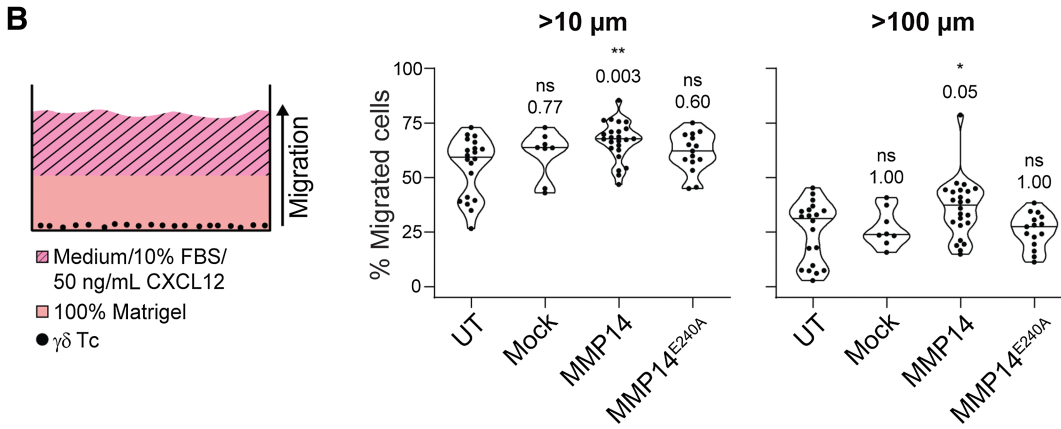 B
Migration
Medium/10% FBS/
50 ng/mL CXCL12
100% Matrigel
γδ Tc
>10 µm
% Migrated cells
100
75
50
25
0
ns
0.77
**
0.003
ns
0.60
UT
Mock
MMP14
MMP14E240A
>100 µm
ns
1.00
*
0.05
ns
1.00
UT
Mock
MMP14
MMP14E240A